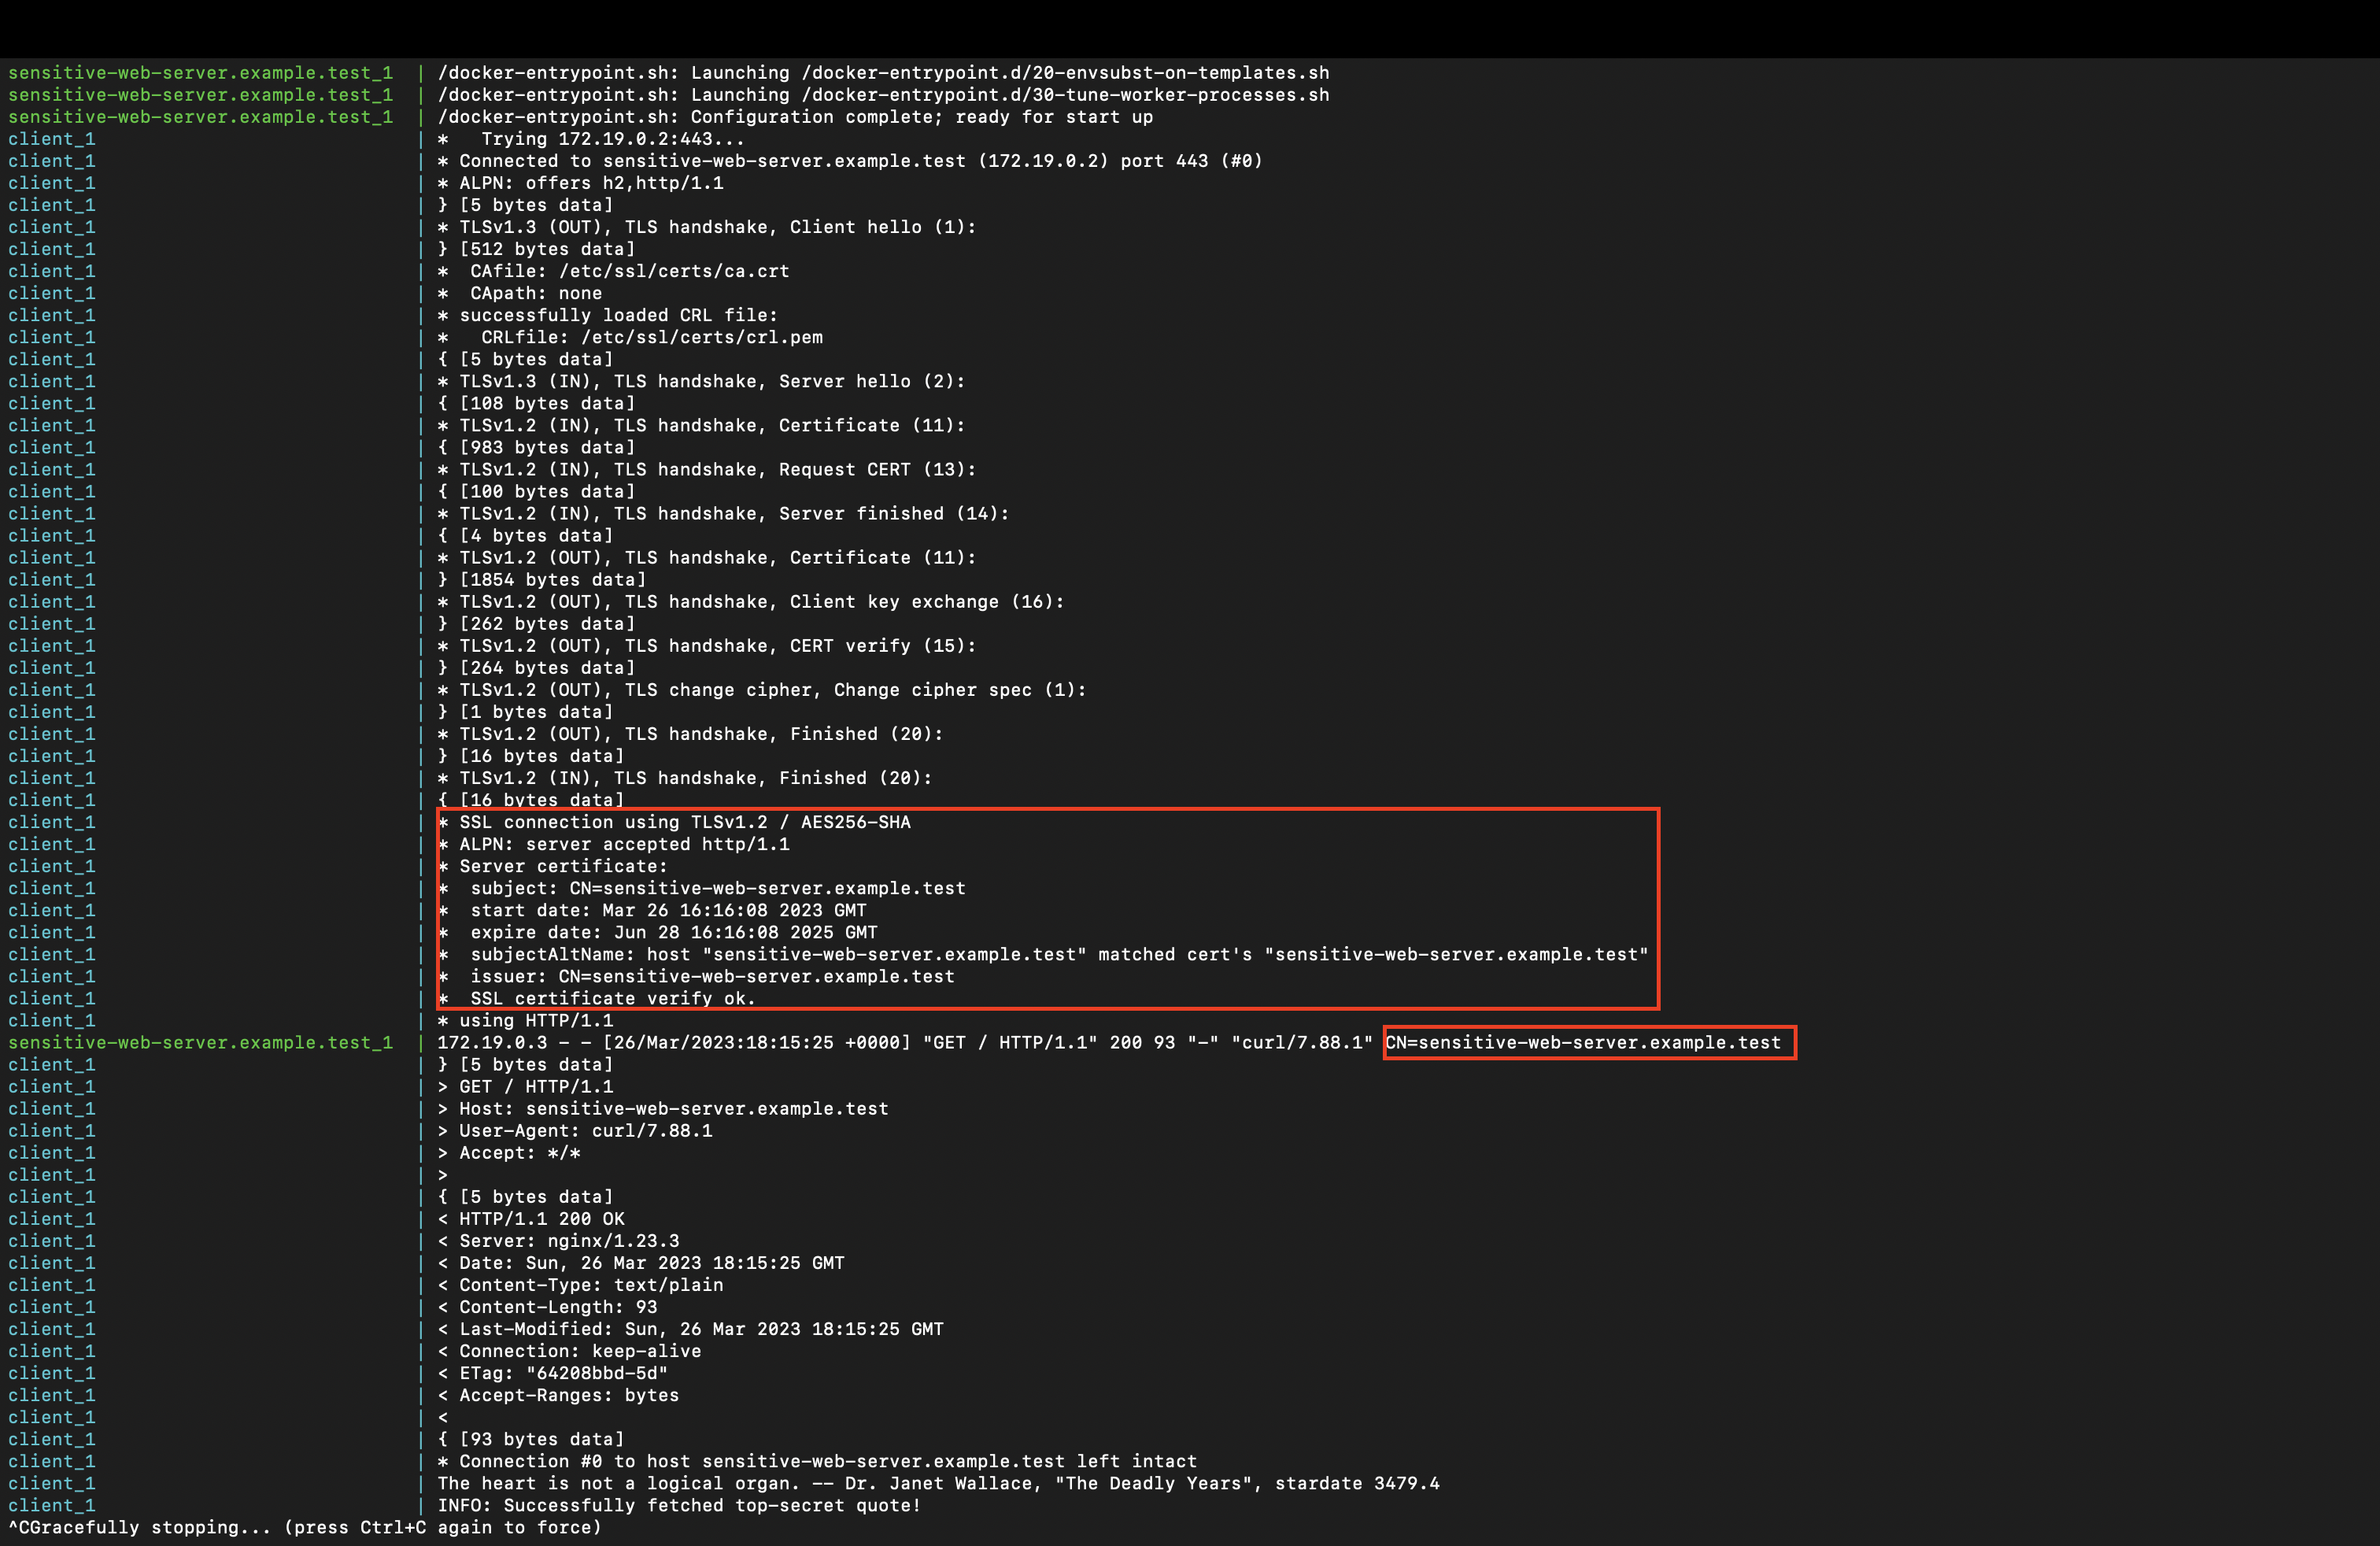 sensitive-web-server.example.test_1 | /docker-entrypoint.sh: Launching /docker-entrypoint.d/20-envsubst-on-templates.sh
sensitive-web-server.example.test_1 | /docker-entrypoint.sh: Launching /docker-entrypoint.d/30-tune-worker-processes.sh
sensitive-web-server.example.test_1 | /docker-entrypoint.sh: Configuration complete; ready for start up
client_1 | *   Trying 172.19.0.2:443...
client_1 | * Connected to sensitive-web-server.example.test (172.19.0.2) port 443 (#0)
client_1 | * ALPN: offers h2,http/1.1
client_1 | } [5 bytes data]
client_1 | * TLSv1.3 (OUT), TLS handshake, Client hello (1):
client_1 | } [512 bytes data]
client_1 | *  CAfile: /etc/ssl/certs/ca.crt
client_1 | *  CApath: none
client_1 | * successfully loaded CRL file:
client_1 | *   CRLfile: /etc/ssl/certs/crl.pem
client_1 | { [5 bytes data]
client_1 | * TLSv1.3 (IN), TLS handshake, Server hello (2):
client_1 | { [108 bytes data]
client_1 | * TLSv1.2 (IN), TLS handshake, Certificate (11):
client_1 | { [983 bytes data]
client_1 | * TLSv1.2 (IN), TLS handshake, Request CERT (13):
client_1 | { [100 bytes data]
client_1 | * TLSv1.2 (IN), TLS handshake, Server finished (14):
client_1 | { [4 bytes data]
client_1 | * TLSv1.2 (OUT), TLS handshake, Certificate (11):
client_1 | } [1854 bytes data]
client_1 | * TLSv1.2 (OUT), TLS handshake, Client key exchange (16):
client_1 | } [262 bytes data]
client_1 | * TLSv1.2 (OUT), TLS handshake, CERT verify (15):
client_1 | } [264 bytes data]
client_1 | * TLSv1.2 (OUT), TLS change cipher, Change cipher spec (1):
client_1 | } [1 bytes data]
client_1 | * TLSv1.2 (OUT), TLS handshake, Finished (20):
client_1 | } [16 bytes data]
client_1 | * TLSv1.2 (IN), TLS handshake, Finished (20):
client_1 | { [16 bytes data]
client_1 | * SSL connection using TLSv1.2 / AES256-SHA
client_1 | * ALPN: server accepted http/1.1
client_1 | * Server certificate:
client_1 | *  subject: CN=sensitive-web-server.example.test
client_1 | *  start date: Mar 26 16:16:08 2023 GMT
client_1 | *  expire date: Jun 28 16:16:08 2025 GMT
client_1 | *  subjectAltName: host "sensitive-web-server.example.test" matched cert's "sensitive-web-server.example.test"
client_1 | *  issuer: CN=sensitive-web-server.example.test
client_1 | *  SSL certificate verify ok.
client_1 | * using HTTP/1.1
sensitive-web-server.example.test_1 | 172.19.0.3 - - [26/Mar/2023:18:15:25 +0000] "GET / HTTP/1.1" 200 93 "-" "curl/7.88.1" CN=sensitive-web-server.example.test
client_1 | } [5 bytes data]
client_1 | > GET / HTTP/1.1
client_1 | > Host: sensitive-web-server.example.test
client_1 | > User-Agent: curl/7.88.1
client_1 | > Accept: */*
client_1 | >
client_1 | { [5 bytes data]
client_1 | < HTTP/1.1 200 OK
client_1 | < Server: nginx/1.23.3
client_1 | < Date: Sun, 26 Mar 2023 18:15:25 GMT
client_1 | < Content-Type: text/plain
client_1 | < Content-Length: 93
client_1 | < Last-Modified: Sun, 26 Mar 2023 18:15:25 GMT
client_1 | < Connection: keep-alive
client_1 | < ETag: "64208bbd-5d"
client_1 | < Accept-Ranges: bytes
client_1 | <
client_1 | { [93 bytes data]
client_1 | * Connection #0 to host sensitive-web-server.example.test left intact
client_1 | The heart is not a logical organ. -- Dr. Janet Wallace, "The Deadly Years", stardate 3479.4
client_1 | INFO: Successfully fetched top-secret quote!
^CGracefully stopping... (press Ctrl+C again to force)